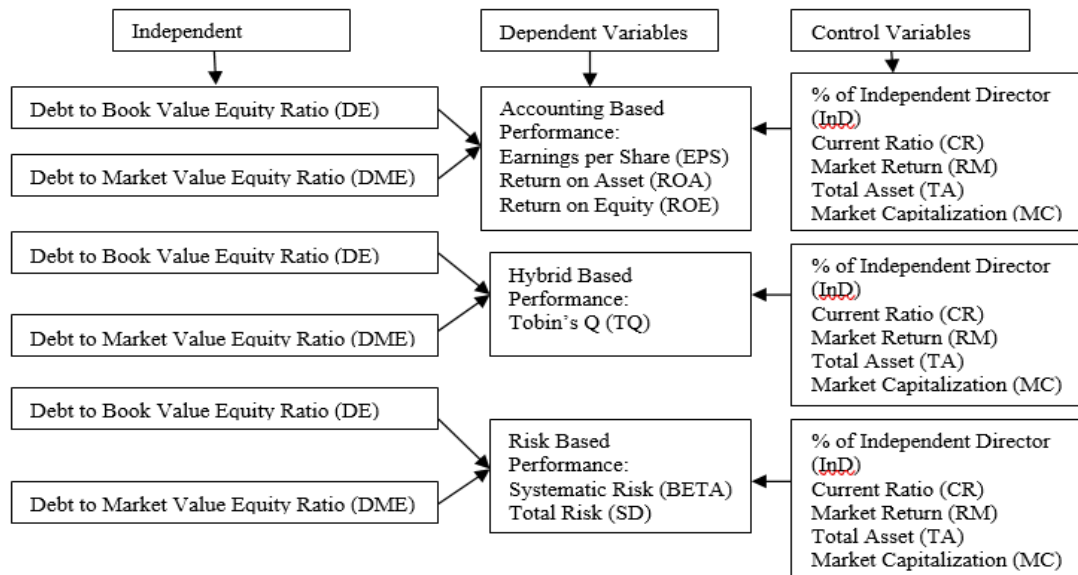 Independent
Dependent Variables
Control Variables
Debt to Book Value Equity Ratio (DE)
Debt to Market Value Equity Ratio (DME)
Accounting Based
Performance:
Earnings per Share (EPS)
Return on Asset (ROA)
Return on Equity (ROE)
% of Independent Director
(InD)
Current Ratio (CR)
Market Return (RM)
Total Asset (TA)
Market Capitalization (MC)
Debt to Book Value Equity Ratio (DE)
Debt to Market Value Equity Ratio (DME)
Hybrid Based
Performance:
Tobin’s Q (TQ)
% of Independent Director
(InD)
Current Ratio (CR)
Market Return (RM)
Total Asset (TA)
Market Capitalization (MC)
Debt to Book Value Equity Ratio (DE)
Debt to Market Value Equity Ratio (DME)
Risk Based
Performance:
Systematic Risk (BETA)
Total Risk (SD)
% of Independent Director
(InD)
Current Ratio (CR)
Market Return (RM)
Total Asset (TA)
Market Capitalization (MC)